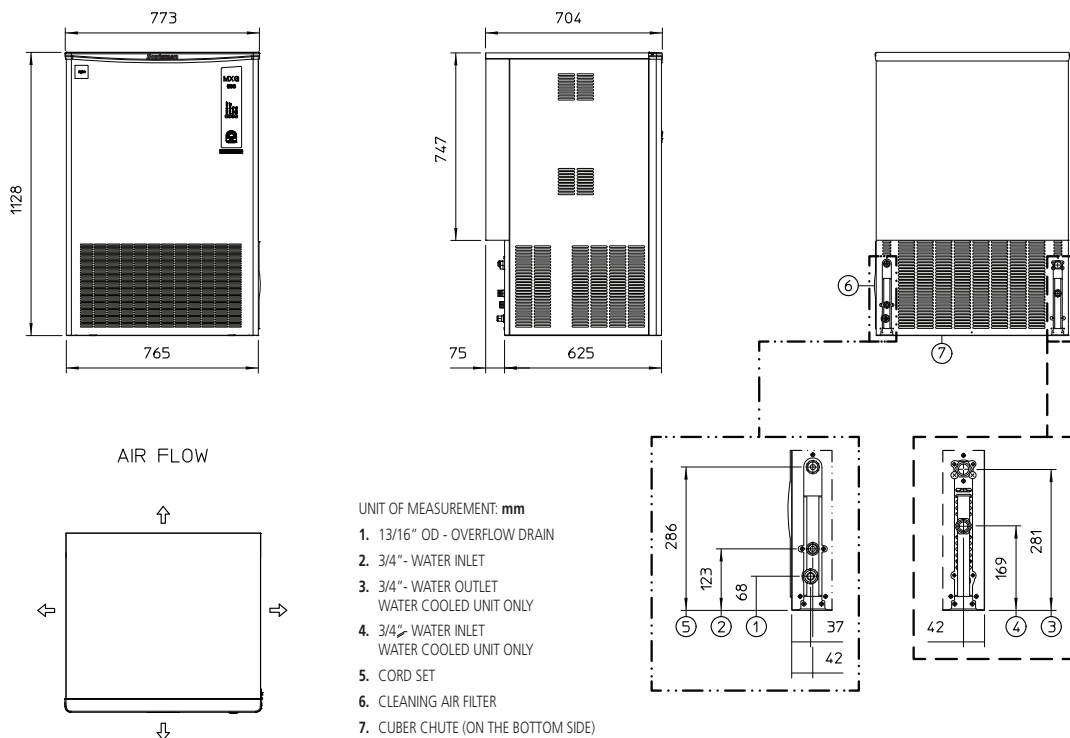 773
704
Scotsman
MXG
1128
747
765
75
625
6
7
AIR FLOW
UNIT OF MEASUREMENT: mm
1. 13/16” OD - OVERFLOW DRAIN
2. 3/4”- WATER INLET
3. 3/4”- WATER OUTLET
WATER COOLED UNIT ONLY
4. 3/4”- WATER INLET
WATER COOLED UNIT ONLY
5. CORD SET
6. CLEANING AIR FILTER
7. CUBER CHUTE (ON THE BOTTOM SIDE)
286
123
68
5
2
1
37
42
169
281
42
4
3